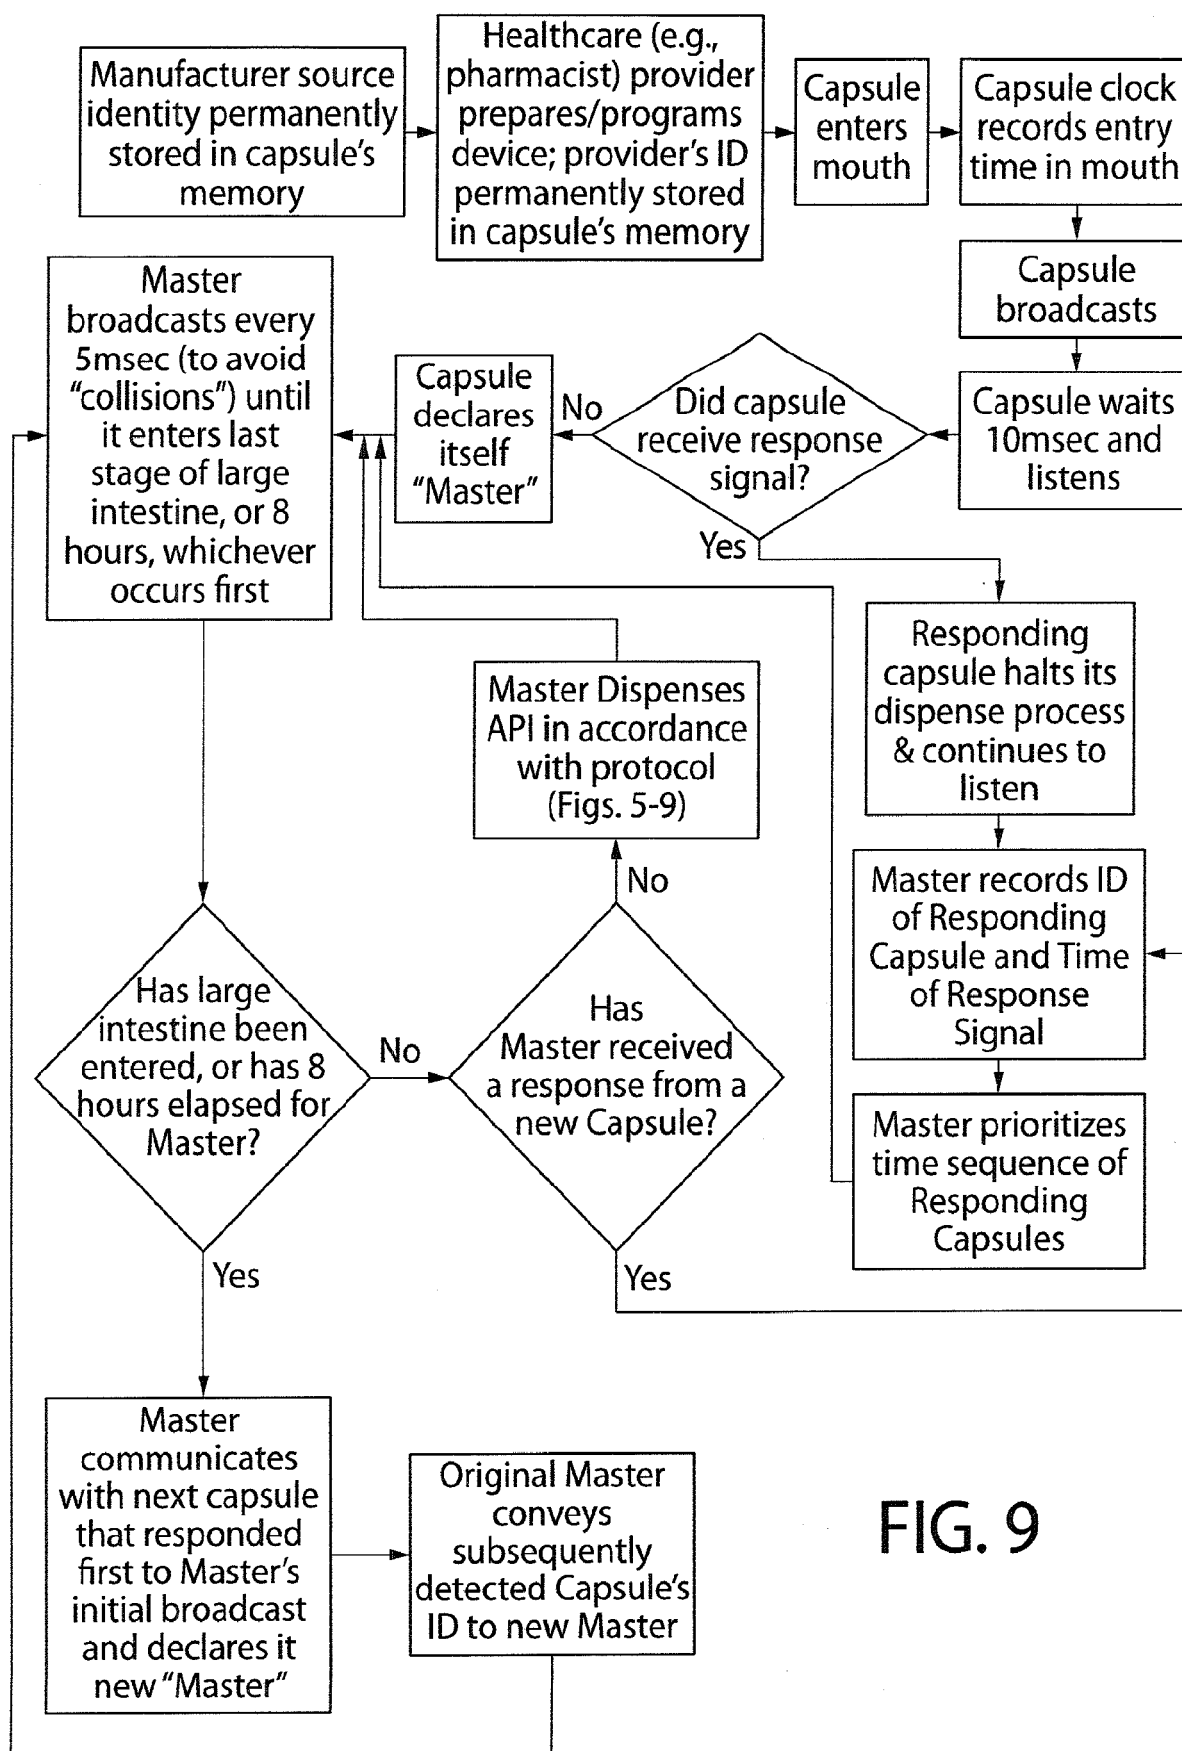 Manufacturer source
identity permanently
stored in capsule's
memory
Healthcare (e.g.,
pharmacist) provider
prepares/programs
device; provider's ID
permanently stored
in capsule's memory
Capsule
enters
mouth
Capsule clock
records entry
time in mouth
Capsule
broadcasts
Capsule waits
10msec and
listens
Did capsule
receive response
signal?
No
Yes
Capsule
declares
itself
“Master”
Master
broadcasts every
5msec (to avoid
“collisions”) until
it enters last
stage of large
intestine, or 8
hours, whichever
occurs first
Responding
capsule halts its
dispense process
& continues to
listen
Master records ID
of Responding
Capsule and Time
of Response
Signal
Master prioritizes
time sequence of
Responding
Capsules
Master Dispenses
API in accordance
with protocol
(Figs. 5-9)
No
Has
Master received
a response from a
new Capsule?
Yes
Has large
intestine been
entered, or has 8
hours elapsed for
Master?
No
Yes
Master
communicates
with next capsule
that responded
first to Master's
initial broadcast
and declares it
new “Master”
Original Master
conveys
subsequently
detected Capsule's
ID to new Master
FIG. 9